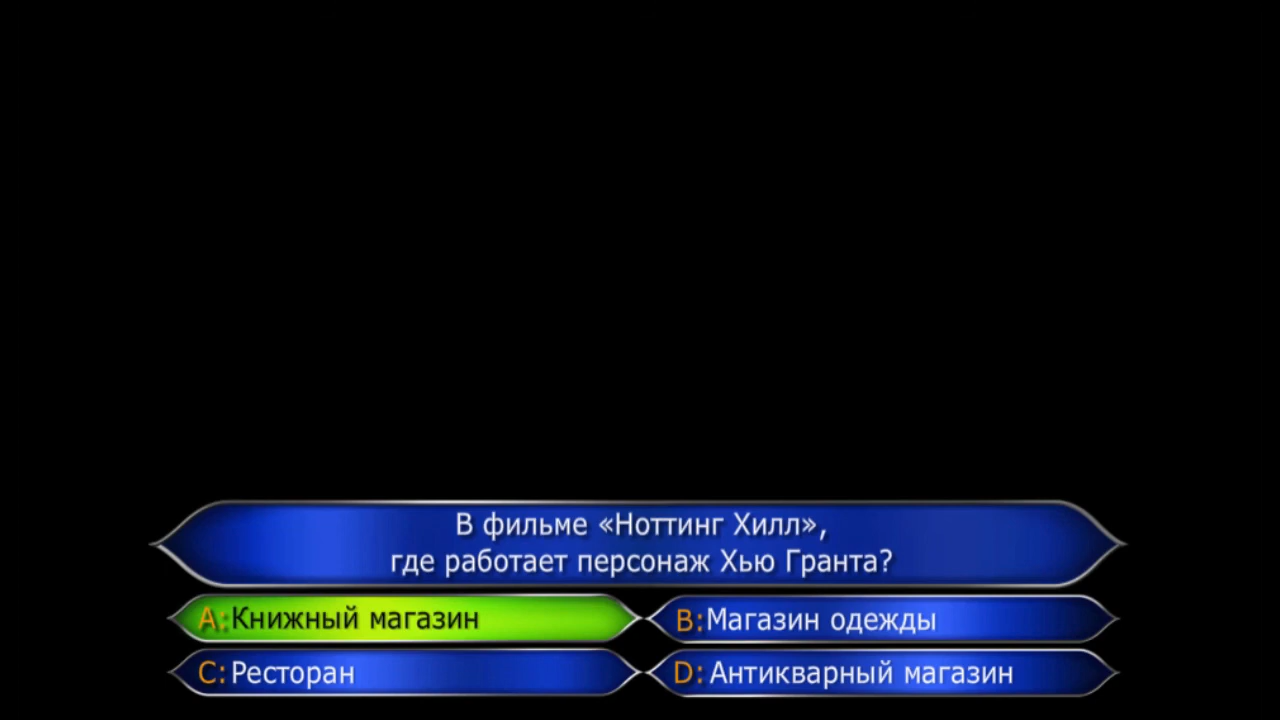 В фильме «Ноттинг Хилл»,
где работает персонаж Хью Гранта?
A: Книжный магазин
B: Магазин одежды
C: Ресторан
D: Антикварный магазин